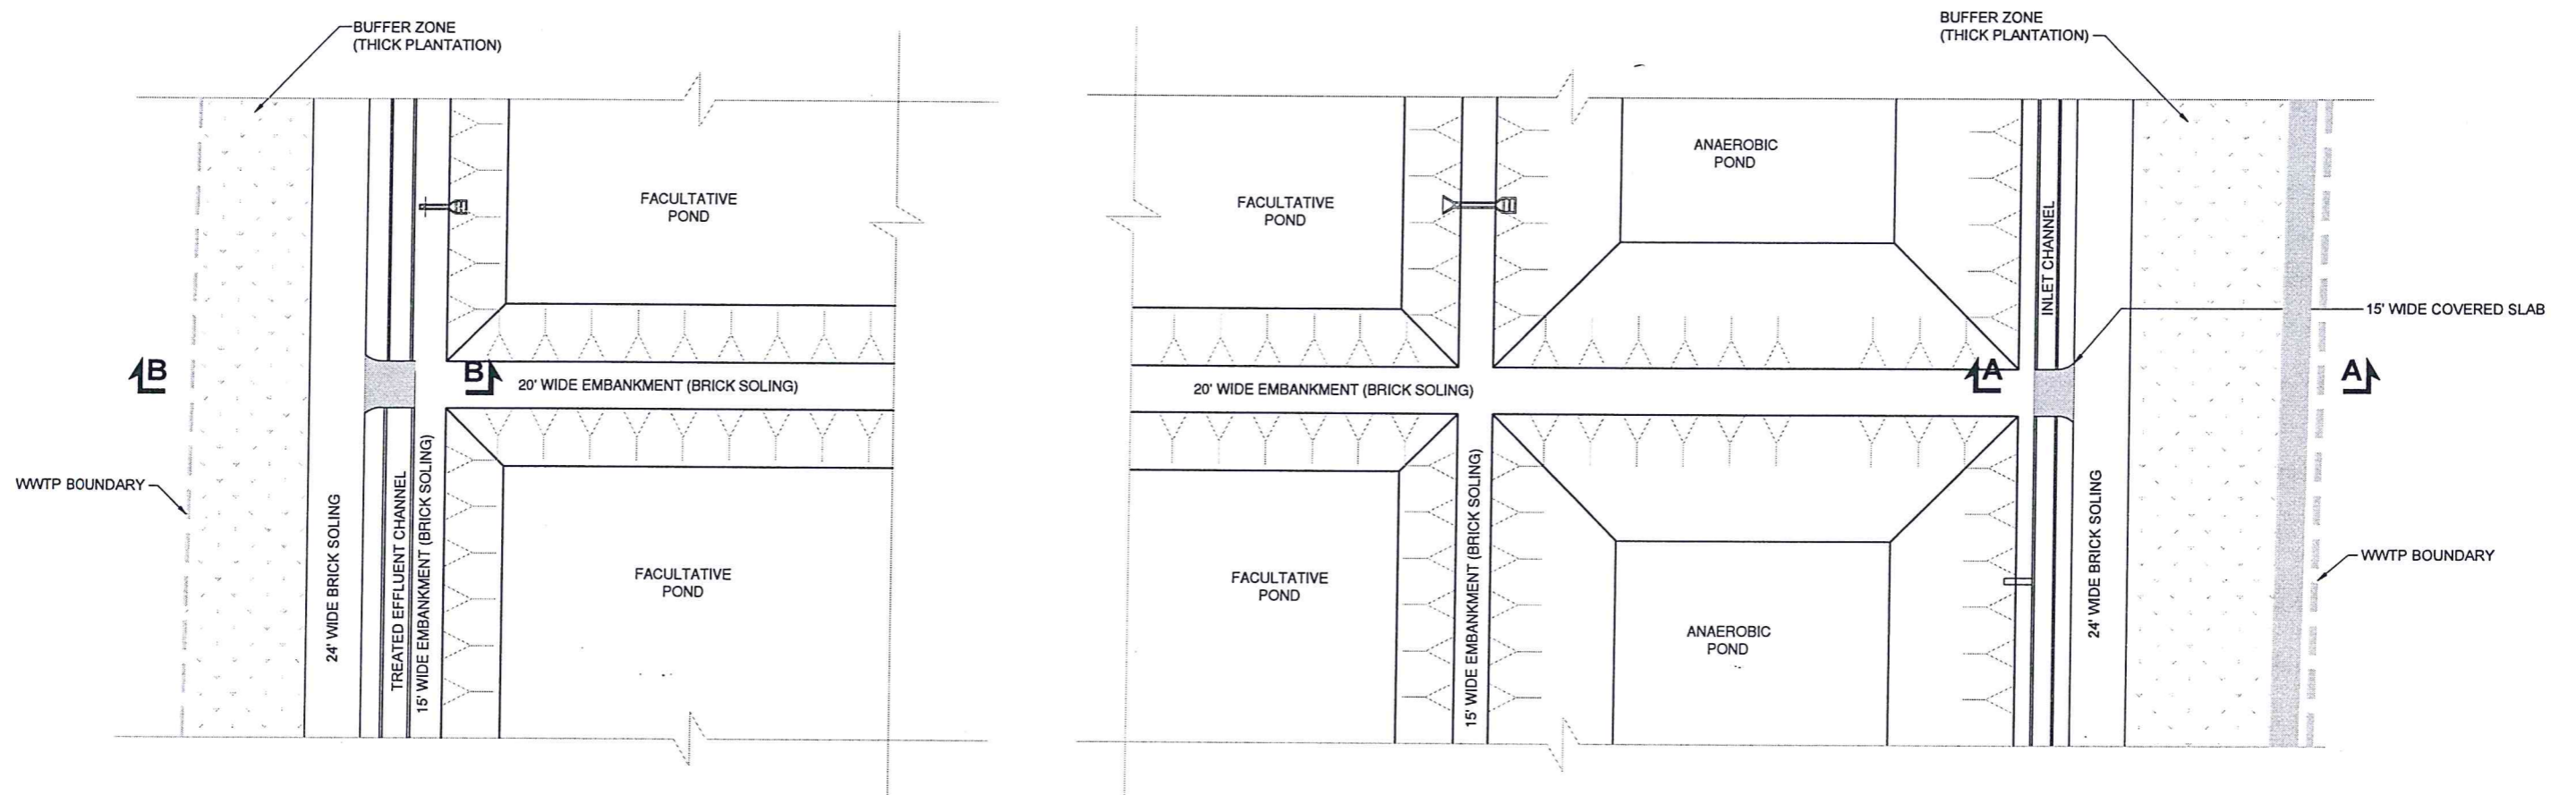 BUFFER ZONE
(THICK PLANTATION)
BUFFER ZONE
(THICK PLANTATION)
FACULTATIVE
POND
FACULTATIVE
POND
ANAEROBIC
POND
INLET CHANNEL
15' WIDE COVERED SLAB
B
B
20' WIDE EMBANKMENT (BRICK SOLING)
20' WIDE EMBANKMENT (BRICK SOLING)
A
A
WWTP BOUNDARY
24' WIDE BRICK SOLING
TREATED EFFLUENT CHANNEL
15' WIDE EMBANKMENT (BRICK SOLING)
FACULTATIVE
POND
FACULTATIVE
POND
15' WIDE EMBANKMENT (BRICK SOLING)
ANAEROBIC
POND
24' WIDE BRICK SOLING
WWTP BOUNDARY